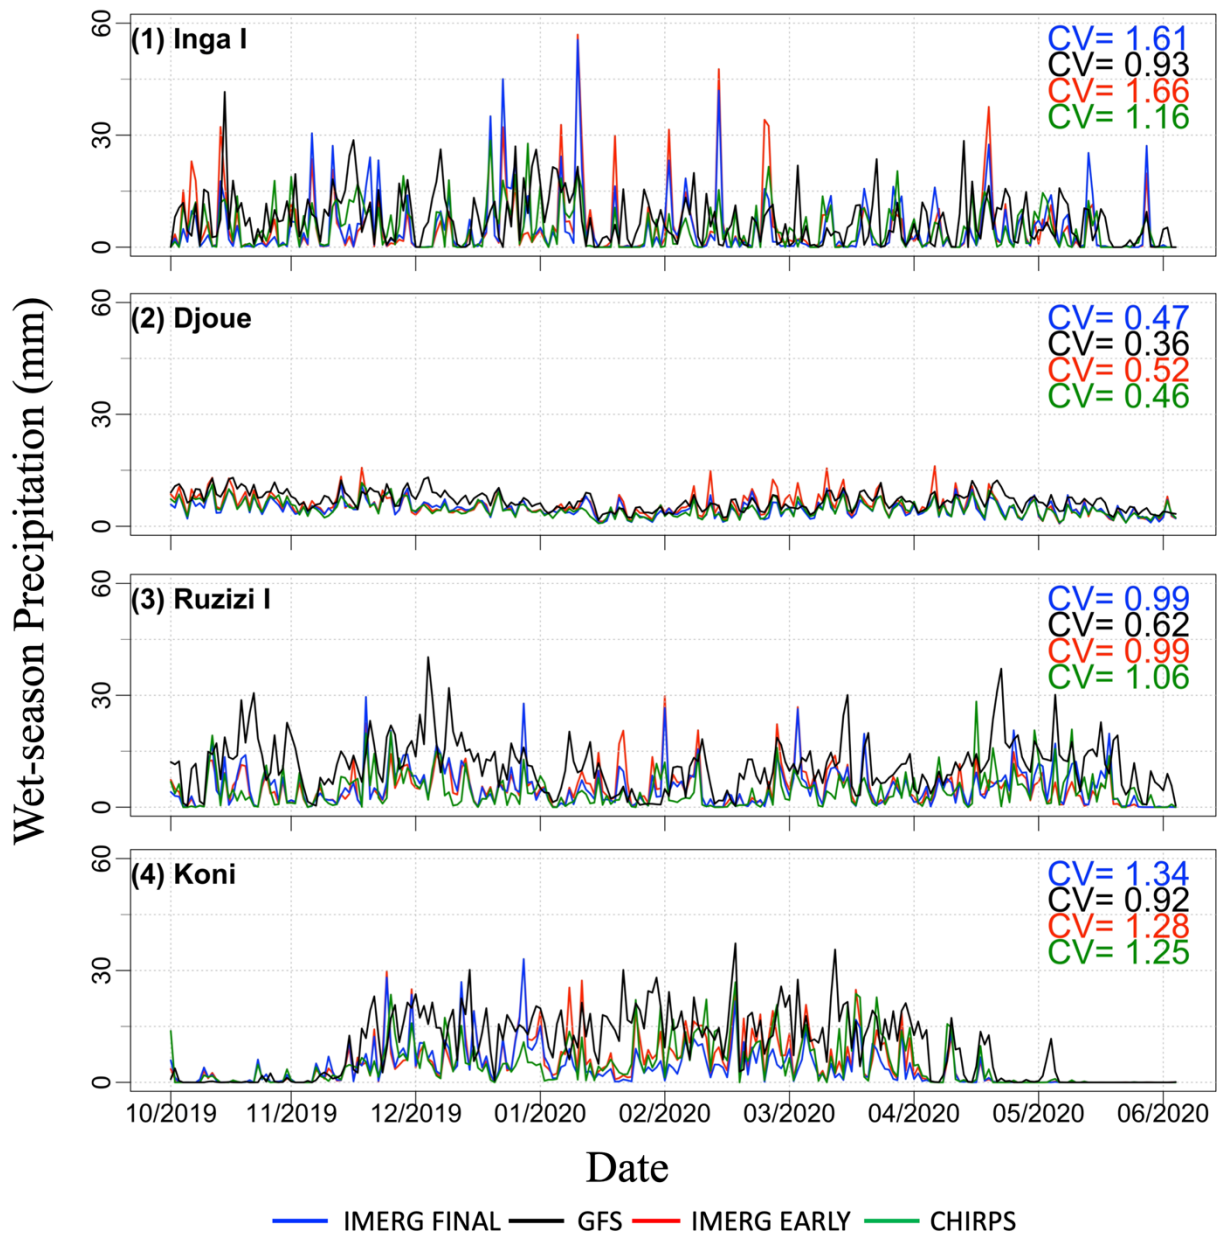 Wet-season Precipitation (mm)
(1) Inga I
CV= 1.61
CV= 0.93
CV= 1.66
CV= 1.16
60
30
0
(2) Djoue
CV= 0.47
CV= 0.36
CV= 0.52
CV= 0.46
60
30
0
(3) Ruzizi I
CV= 0.99
CV= 0.62
CV= 0.99
CV= 1.06
60
30
0
(4) Koni
CV= 1.34
CV= 0.92
CV= 1.28
CV= 1.25
60
30
0
10/2019 11/2019 12/2019 01/2020 02/2020 03/2020 04/2020 05/2020 06/2020
Date
IMERG FINAL GFS IMERG EARLY CHIRPS